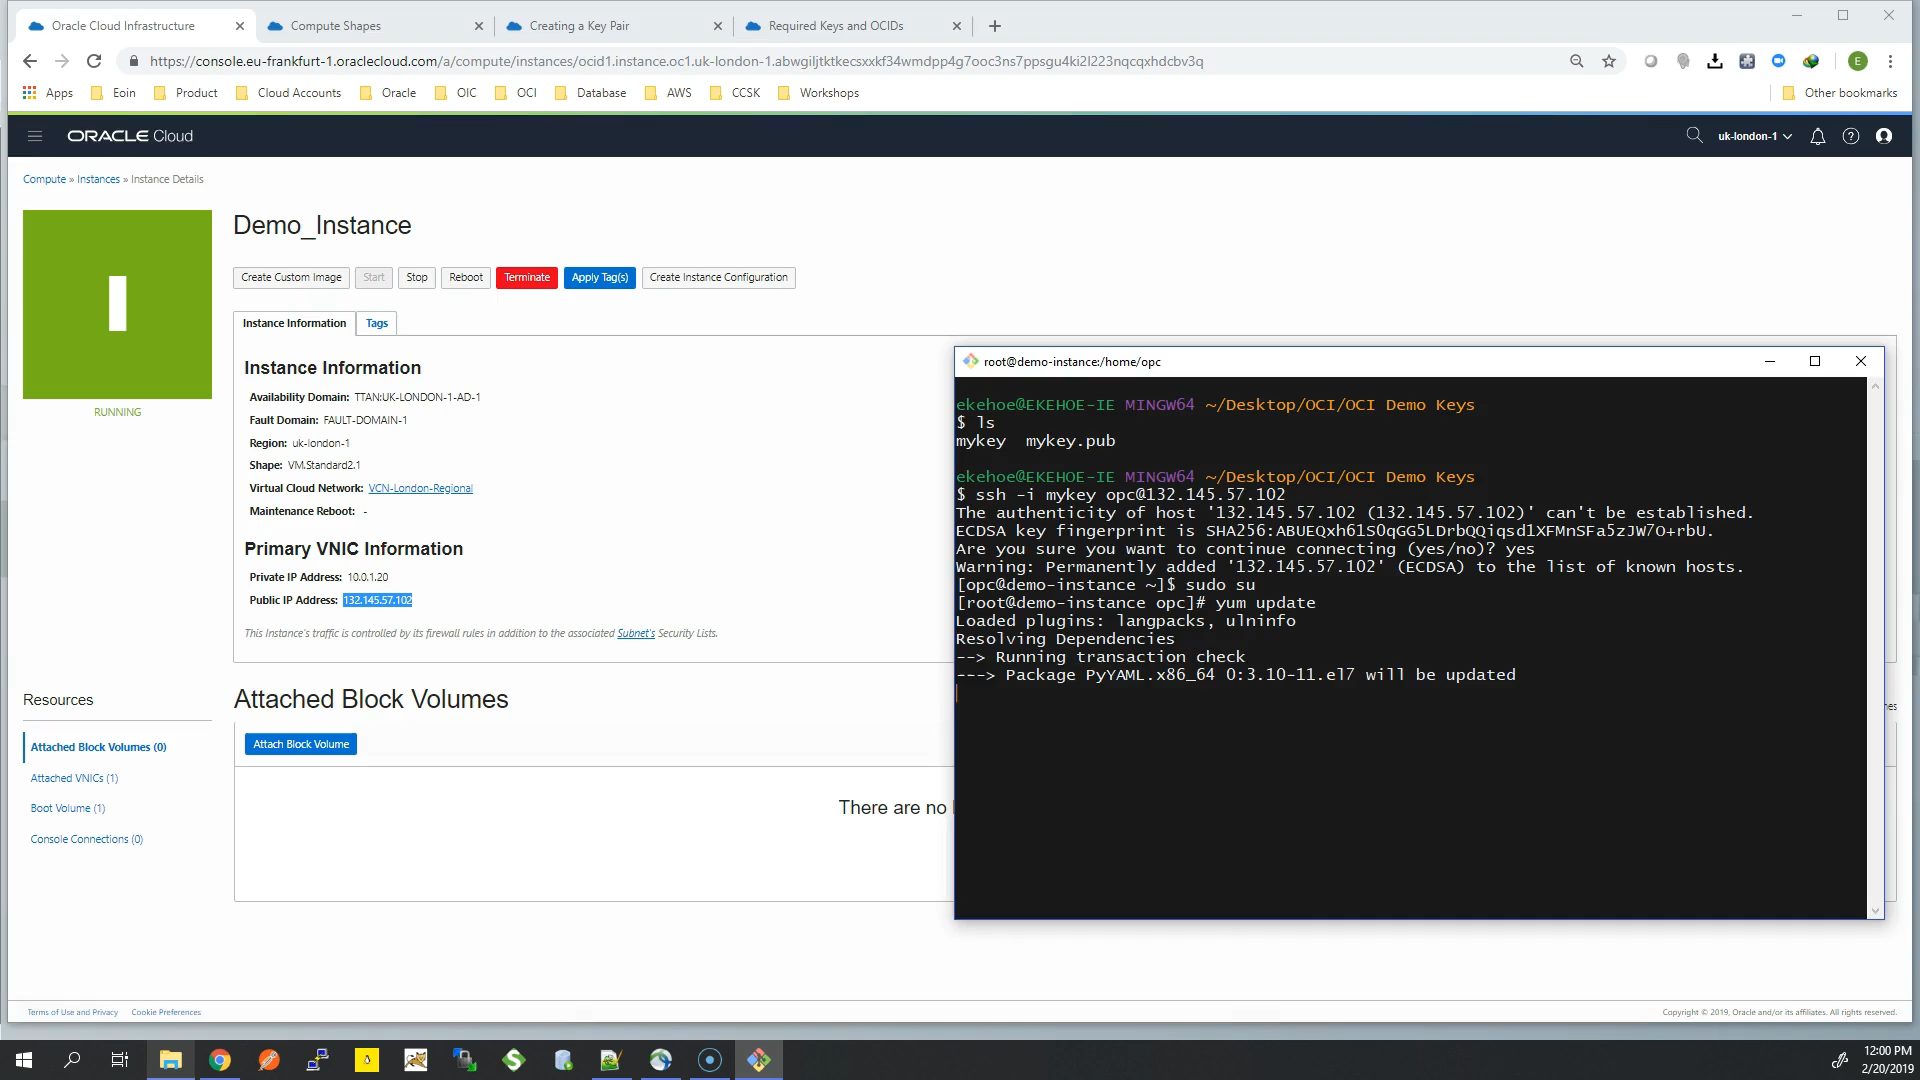 Oracle Cloud Infrastructure
Compute Shapes
Creating a Key Pair
Required Keys and OCIDs
https://console.eu-frankfurt-1.oraclecloud.com/a/compute/instances/ocid1.instance.oc1.uk-london-1.abwgiljtktkecsxxkf34wmdpp4g7ooc3ns7ppsgu4ki2l223nqcqxhdcbv3q
E
Apps
Eoin
Product
Cloud Accounts
Oracle
OIC
OCI
Database
AWS
CCSK
Workshops
Other bookmarks
ORACLE Cloud
uk-london-1
Compute » Instances » Instance Details
I
RUNNING
Demo_Instance
Create Custom Image
Start
Stop
Reboot
Terminate
Apply Tag(s)
Create Instance Configuration
Instance Information
Tags
Instance Information
Availability Domain: TTAN:UK-LONDON-1-AD-1
Fault Domain: FAULT-DOMAIN-1
Region: uk-london-1
Shape: VM.Standard2.1
Virtual Cloud Network: VCN-London-Regional
Maintenance Reboot: -
Primary VNIC Information
Private IP Address: 10.0.1.20
Public IP Address: 132.145.57.102
This Instance's traffic is controlled by its firewall rules in addition to the associated Subnet's Security Lists.
Resources
Attached Block Volumes (0)
Attached VNICs (1)
Boot Volume (1)
Console Connections (0)
Attached Block Volumes
Attach Block Volume
There are no
root@demo-instance:/home/opc
ekehoe@EKEHOE-IE MINGW64 ~/Desktop/OCI/OCI Demo Keys
$ ls
mykey  mykey.pub
ekehoe@EKEHOE-IE MINGW64 ~/Desktop/OCI/OCI Demo Keys
$ ssh -i mykey opc@132.145.57.102
The authenticity of host '132.145.57.102 (132.145.57.102)' can't be established.
ECDSA key fingerprint is SHA256:ABUEQxh61S0qGG5LDrbQQiqsd1XFMnSFa5zJW7O+rbU.
Are you sure you want to continue connecting (yes/no)? yes
Warning: Permanently added '132.145.57.102' (ECDSA) to the list of known hosts.
[opc@demo-instance ~]$ sudo su
[root@demo-instance opc]# yum update
Loaded plugins: langpacks, ulninfo
Resolving Dependencies
--> Running transaction check
---> Package PyYAML.x86_64 0:3.10-11.el7 will be updated
Terms of Use and Privacy
Cookie Preferences
Copyright © 2019, Oracle and/or its affiliates. All rights reserved.
12:00 PM
2/20/2019